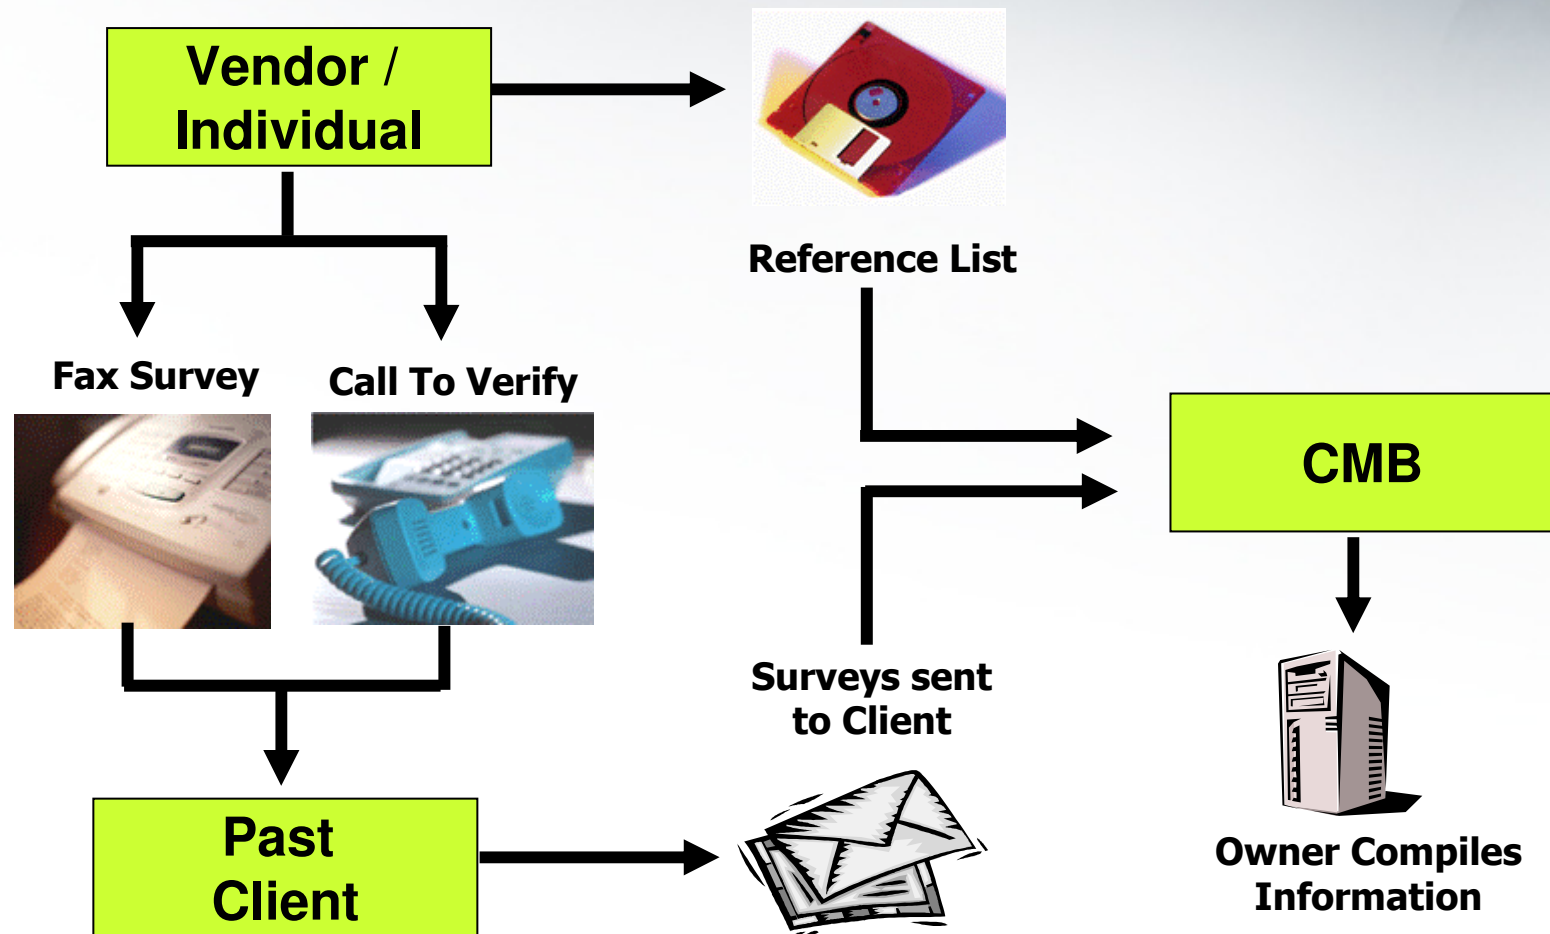 Vendor /
Individual
Reference List
Fax Survey
Call To Verify
CMB
Surveys sent
to Client
Past
Client
Owner Compiles
Information